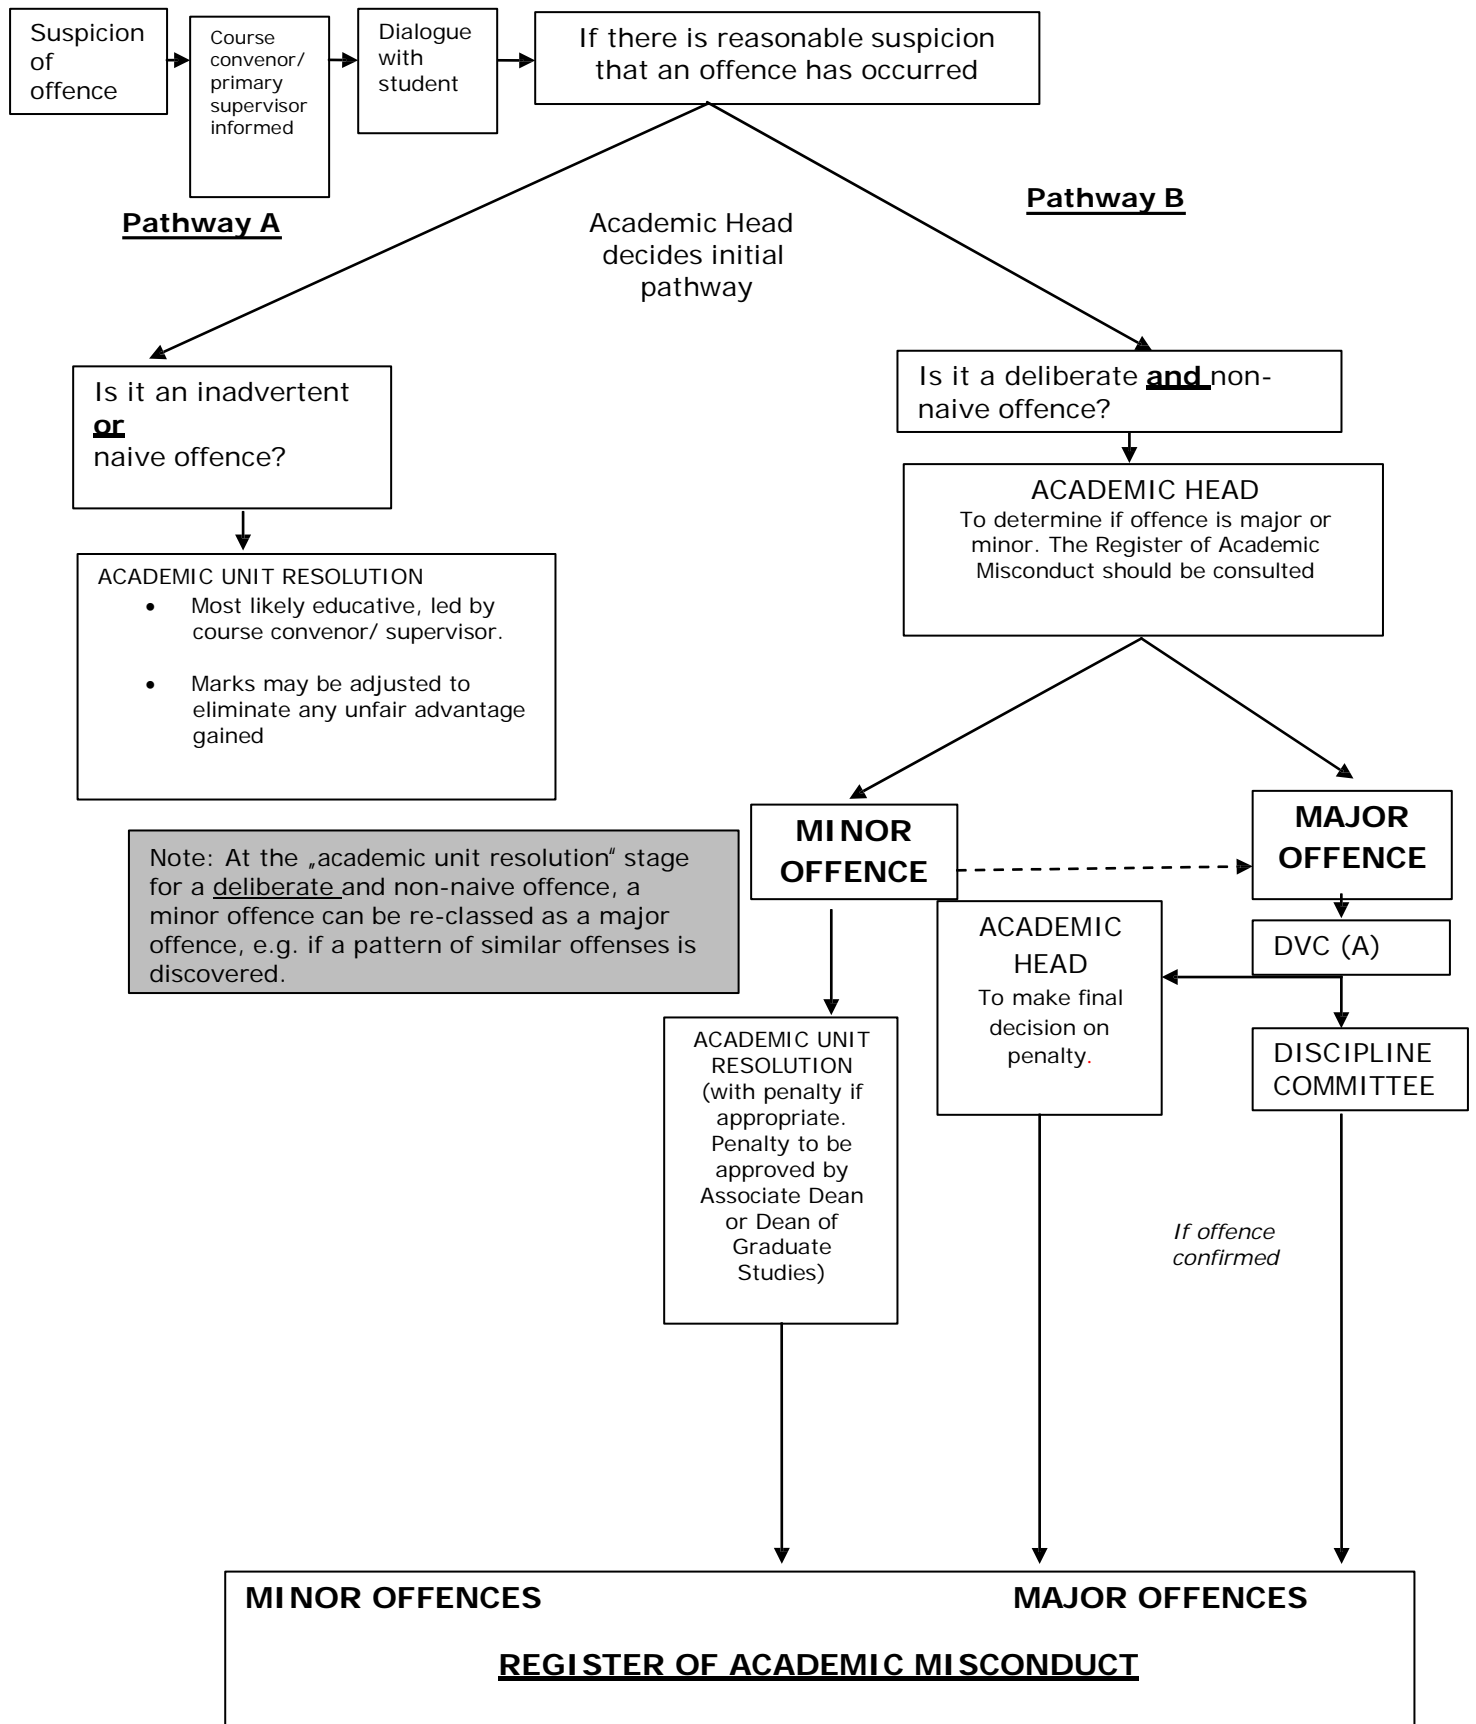 Suspicion
of
offence
Course
convenor/
primary
supervisor
informed
Dialogue
with
student
If there is reasonable suspicion
that an offence has occurred
Pathway A
Academic Head
decides initial
pathway
Pathway B
Is it an inadvertent
or
naive offence?
Is it a deliberate and non-
naive offence?
ACADEMIC UNIT RESOLUTION
• Most likely educative, led by
course convenor/ supervisor.
• Marks may be adjusted to
eliminate any unfair advantage
gained
ACADEMIC HEAD
To determine if offence is major or
minor. The Register of Academic
Misconduct should be consulted
Note: At the „academic unit resolution‟ stage
for a deliberate and non-naive offence, a
minor offence can be re-classed as a major
offence, e.g. if a pattern of similar offenses is
discovered.
MINOR
OFFENCE
MAJOR
OFFENCE
ACADEMIC
HEAD
To make final
decision on
penalty.
DVC (A)
ACADEMIC UNIT
RESOLUTION
(with penalty if
appropriate.
Penalty to be
approved by
Associate Dean
or Dean of
Graduate
Studies)
DISCIPLINE
COMMITTEE
If offence
confirmed
MINOR OFFENCES
MAJOR OFFENCES
REGISTER OF ACADEMIC MISCONDUCT